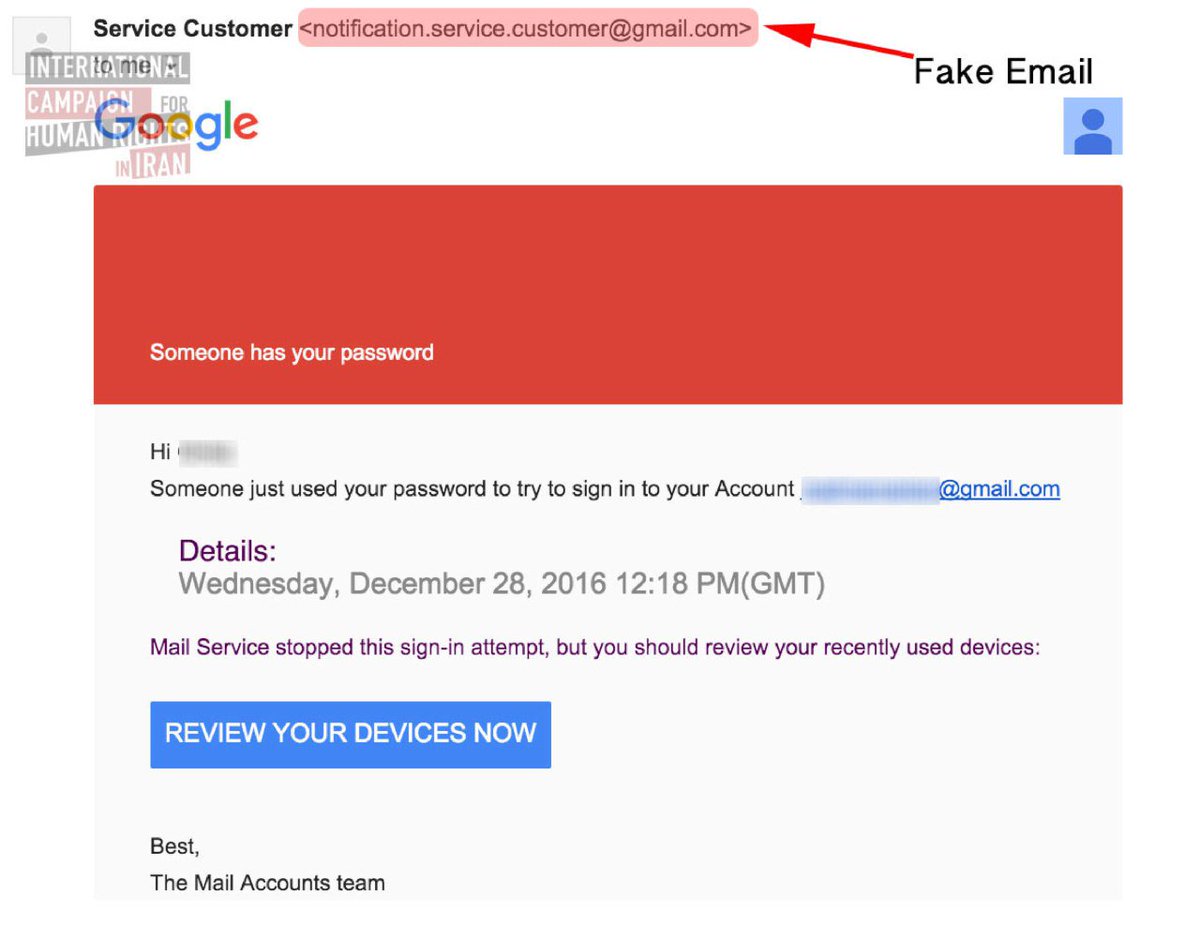 Service Customer <notification.service.customer@gmail.com>
to me
Fake Email
INTERNATIONAL
CAMPAIGN FOR
HUMAN RIGHTS
IN IRAN
Google
Someone has your password
Hi
Someone just used your password to try to sign in to your Account @gmail.com
Details:
Wednesday, December 28, 2016 12:18 PM(GMT)
Mail Service stopped this sign-in attempt, but you should review your recently used devices:
REVIEW YOUR DEVICES NOW
Best,
The Mail Accounts team